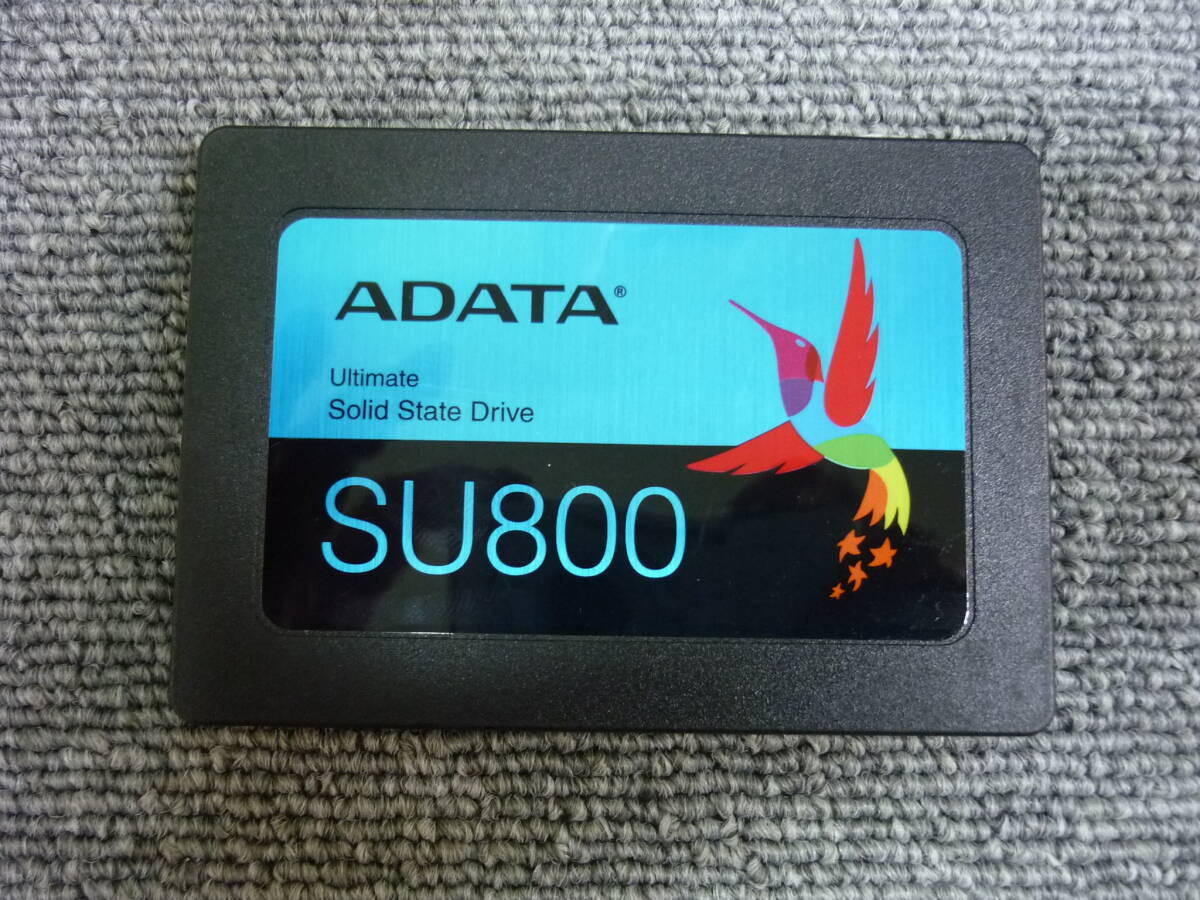 ADATA®
Ultimate
Solid State Drive
SU800